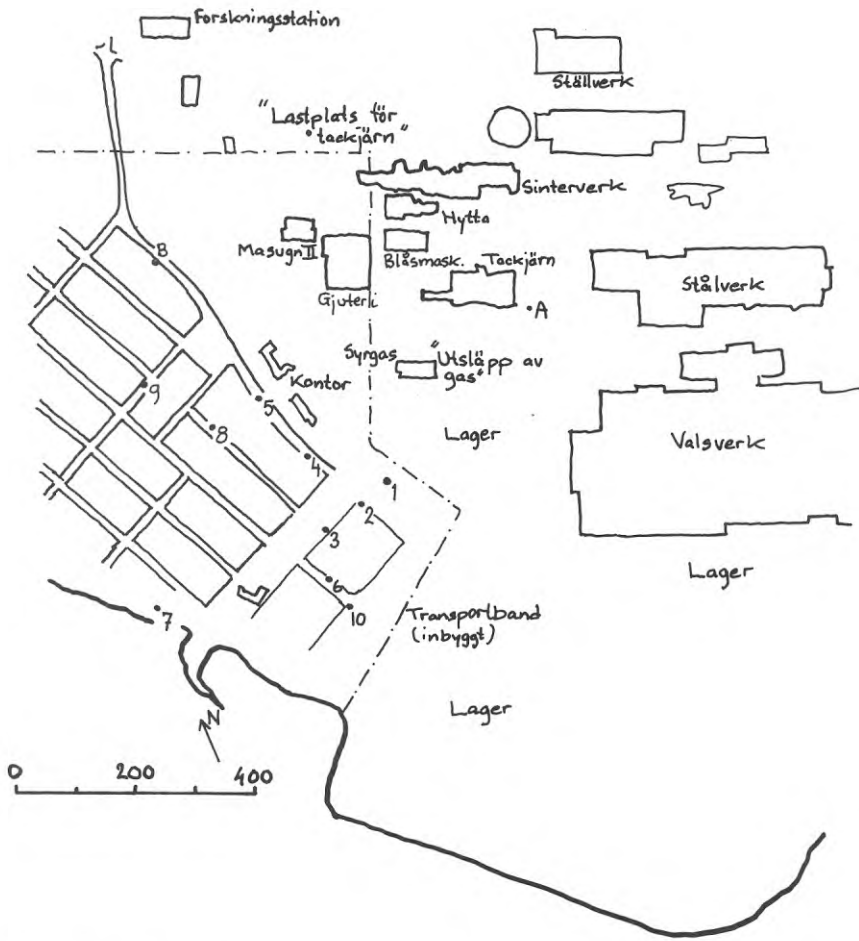 Forskningsstation
Ställverk
"Lastplats för
tackjärn"
Sinterverk
Hytta
Masugn II
Blåsmask.
Tackjärn
Gjuteri
Stålverk
B
A
Syrgas
"Utsläpp av
gas"
Kontor
9
5
8
4
Lager
Valsverk
1
2
3
6
10
7
Lager
Transportband
(inbyggt)
Lager
N
0 200 400